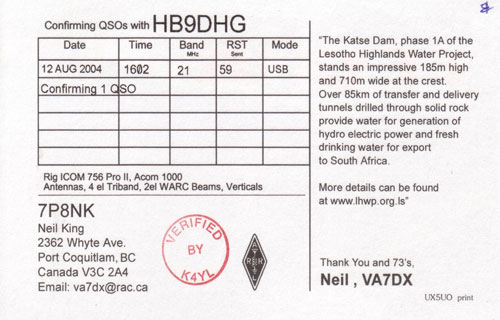 Confirming QSOs with HB9DHG
Date Time Band MHz RST Sent Mode
12 AUG 2004 1602 21 59 USB
Confirming 1 QSO
Rig ICOM 756 Pro II, Acom 1000
Antennas, 4 el Triband, 2el WARC Beams, Verticals
7P8NK
Neil King
2362 Whyte Ave.
Port Coquitlam, BC
Canada V3C 2A4
Email: va7dx@rac.ca
VERIFIED
BY
K4YL
A
R R
L
"The Katse Dam, phase 1A of the
Lesotho Highlands Water Project,
stands an impressive 185m high
and 710m wide at the crest.
Over 85km of transfer and delivery
tunnels drilled through solid rock
provide water for generation of
hydro electric power and fresh
drinking water for export
to South Africa.
More details can be found
at www.lhwp.org.ls"
Thank You and 73's,
Neil , VA7DX
UX5UO print